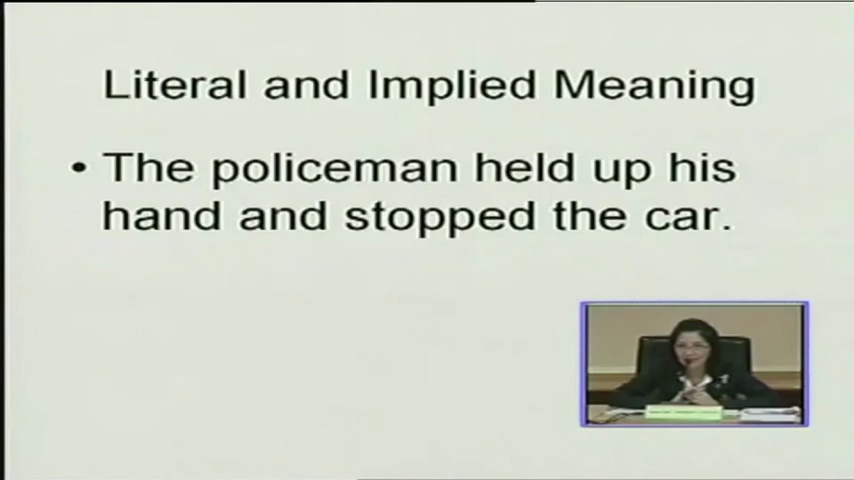 Literal and Implied Meaning
• The policeman held up his
hand and stopped the car.